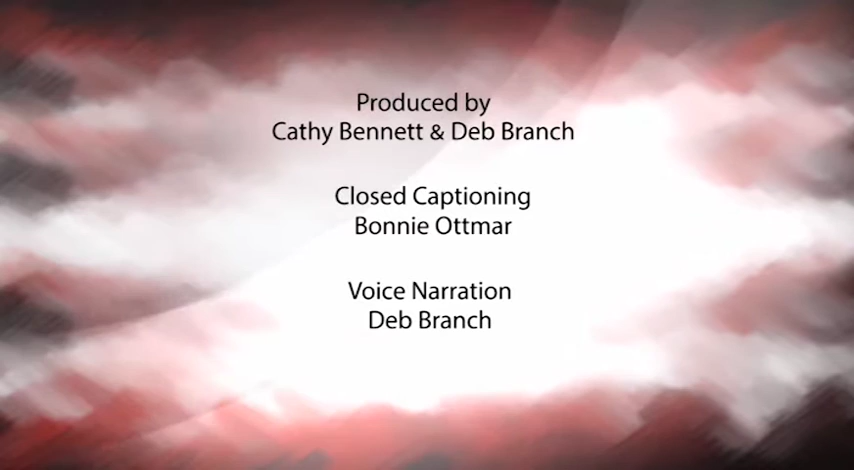 Produced by
Cathy Bennett & Deb Branch
Closed Captioning
Bonnie Ottmar
Voice Narration
Deb Branch